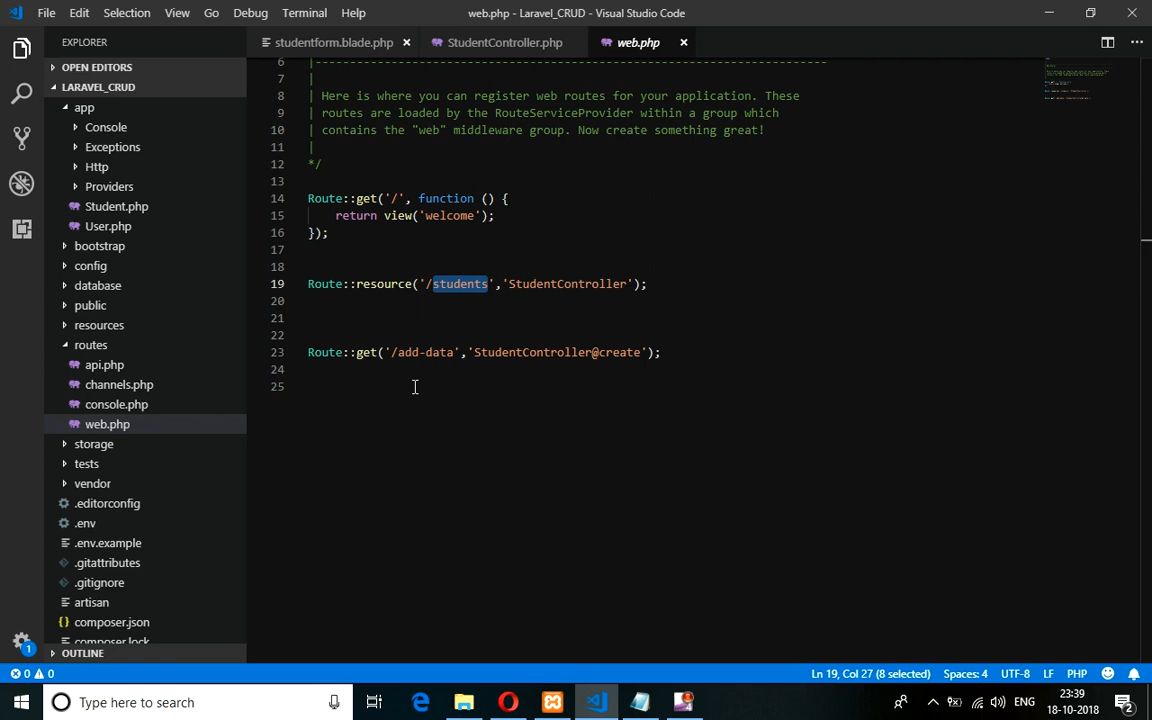 File Edit Selection View Go Debug Terminal Help
web.php - Laravel_CRUD - Visual Studio Code
EXPLORER
studentform.blade.php
StudentController.php
web.php
OPEN EDITORS
LARAVEL_CRUD
app
Console
Exceptions
Http
Providers
Student.php
User.php
bootstrap
config
database
public
resources
routes
api.php
channels.php
console.php
web.php
storage
tests
vendor
.editorconfig
.env
.env.example
.gitattributes
.gitignore
artisan
composer.json
composer.lock
OUTLINE
6 |--------------------------------------------------------------------------
7 |
8 | Here is where you can register web routes for your application. These
9 | routes are loaded by the RouteServiceProvider within a group which
10 | contains the "web" middleware group. Now create something great!
11 |
12 */
13
14 Route::get('/', function () {
15 return view('welcome');
16 });
17
18
19 Route::resource('/students','StudentController');
20
21
22
23 Route::get('/add-data','StudentController@create');
24
25
1
0 0
Ln 19, Col 27 (8 selected) Spaces: 4 UTF-8 LF PHP
Type here to search
ENG
23:39
18-10-2018
2